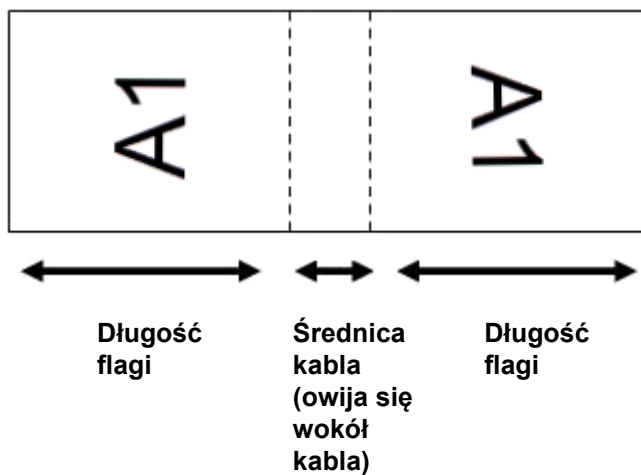 A1
A1
Długość
flagi
Średnica
kabla
(owija się
wokół
kabla)
Długość
flagi